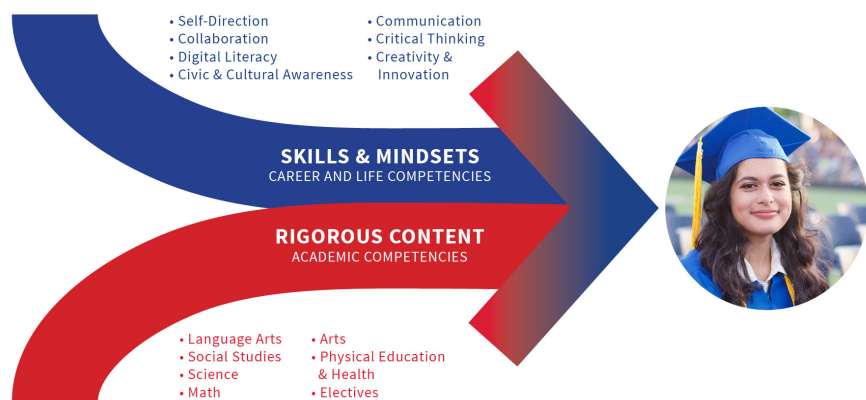 • Self-Direction
• Collaboration
• Digital Literacy
• Civic & Cultural Awareness
• Communication
• Critical Thinking
• Creativity &
Innovation
SKILLS & MINDSETS
CAREER AND LIFE COMPETENCIES
RIGOROUS CONTENT
ACADEMIC COMPETENCIES
• Language Arts
• Social Studies
• Science
• Math
• Arts
• Physical Education
& Health
• Electives